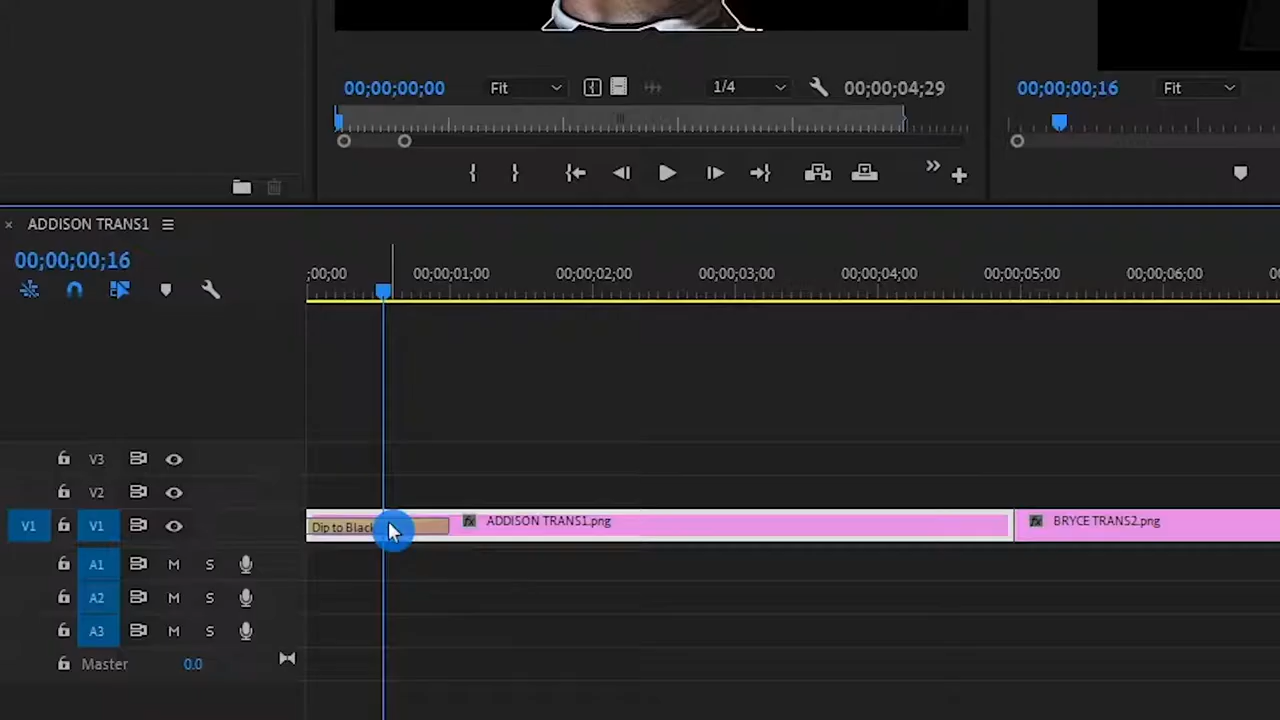 00;00;00;00 Fit 1/4 00;00;04;29 00;00;00;16 Fit
ADDISON TRANS1
00;00;00;16
;00;00 00;00;01;00 00;00;02;00 00;00;03;00 00;00;04;00 00;00;05;00 00;00;06;00 00
V3
V2
V1 V1 Dip to Black fx ADDISON TRANS1.png fx BRYCE TRANS2.png
A1 M S
A2 M S
A3 M S
Master 0.0